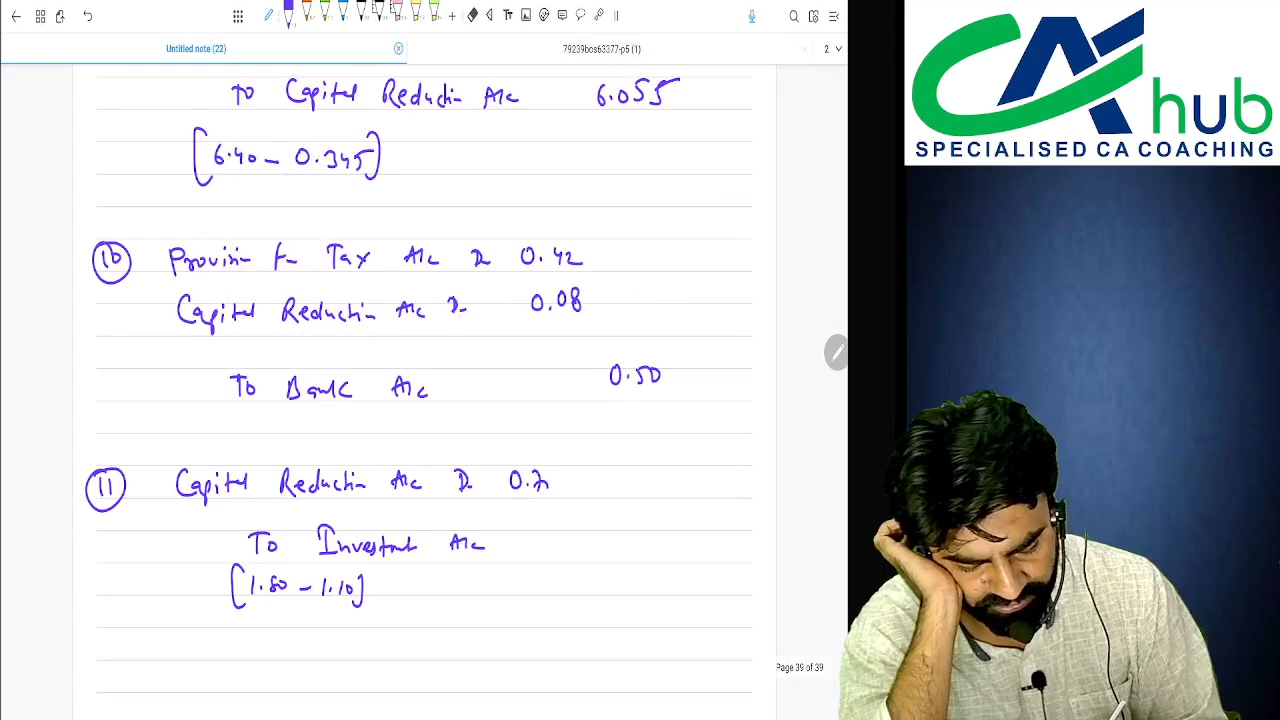 Untitled note (22)
79239bos63377-p5 (1)
2
To Capital Reduction A/c 6.055
[6.40 - 0.345]
10 Provision for Tax A/c Dr 0.42
Capital Reduction A/c Dr 0.08
To Bank A/c 0.50
11 Capital Reduction A/c Dr
To Investment A/c
[1.80 - 1.10]
Page 39 of 39
CA hub
SPECIALISED CA COACHING